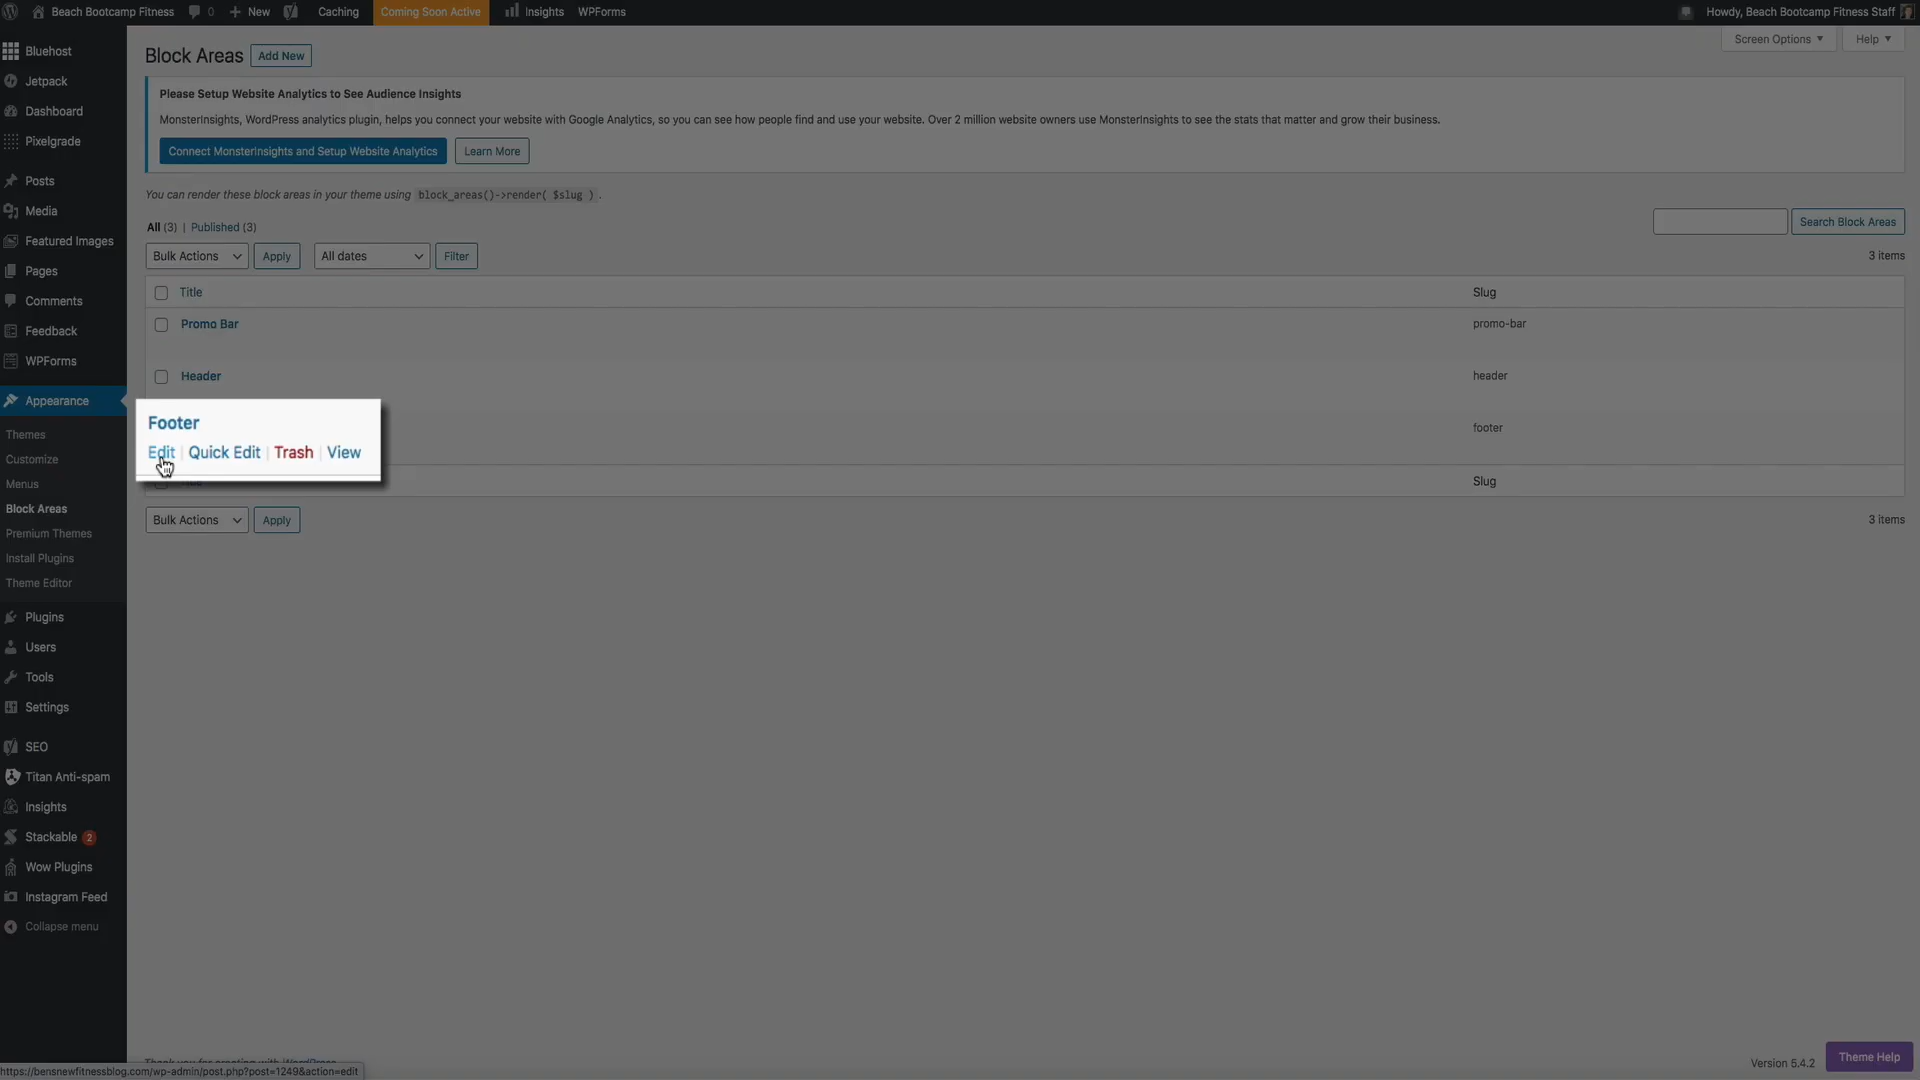 Beach Bootcamp Fitness 0 New Caching Coming Soon Active Insights WPForms Howdy, Beach Bootcamp Fitness Staff
Screen Options Help
Bluehost
Jetpack
Dashboard
Pixelgrade
Posts
Media
Featured Images
Pages
Comments
Feedback
WPForms
Appearance
Themes
Customize
Menus
Block Areas
Premium Themes
Install Plugins
Theme Editor
Plugins
Users
Tools
Settings
SEO
Titan Anti-spam
Insights
Stackable 2
Wow Plugins
Instagram Feed
Collapse menu
Block Areas Add New
Please Setup Website Analytics to See Audience Insights
MonsterInsights, WordPress analytics plugin, helps you connect your website with Google Analytics, so you can see how people find and use your website. Over 2 million website owners use MonsterInsights to see the stats that matter and grow their business.
Connect MonsterInsights and Setup Website Analytics Learn More
You can render these block areas in your theme using block_areas()->render( $slug ) .
All (3) | Published (3)
Search Block Areas
Bulk Actions Apply All dates Filter 3 items
Title Slug
Promo Bar promo-bar
Header header
Footer footer
Edit | Quick Edit | Trash | View
Slug
Bulk Actions Apply 3 items
Thank you for creating with WordPress
Version 5.4.2 Theme Help
https://bensnewfitnessblog.com/wp-admin/post.php?post=1249&action=edit